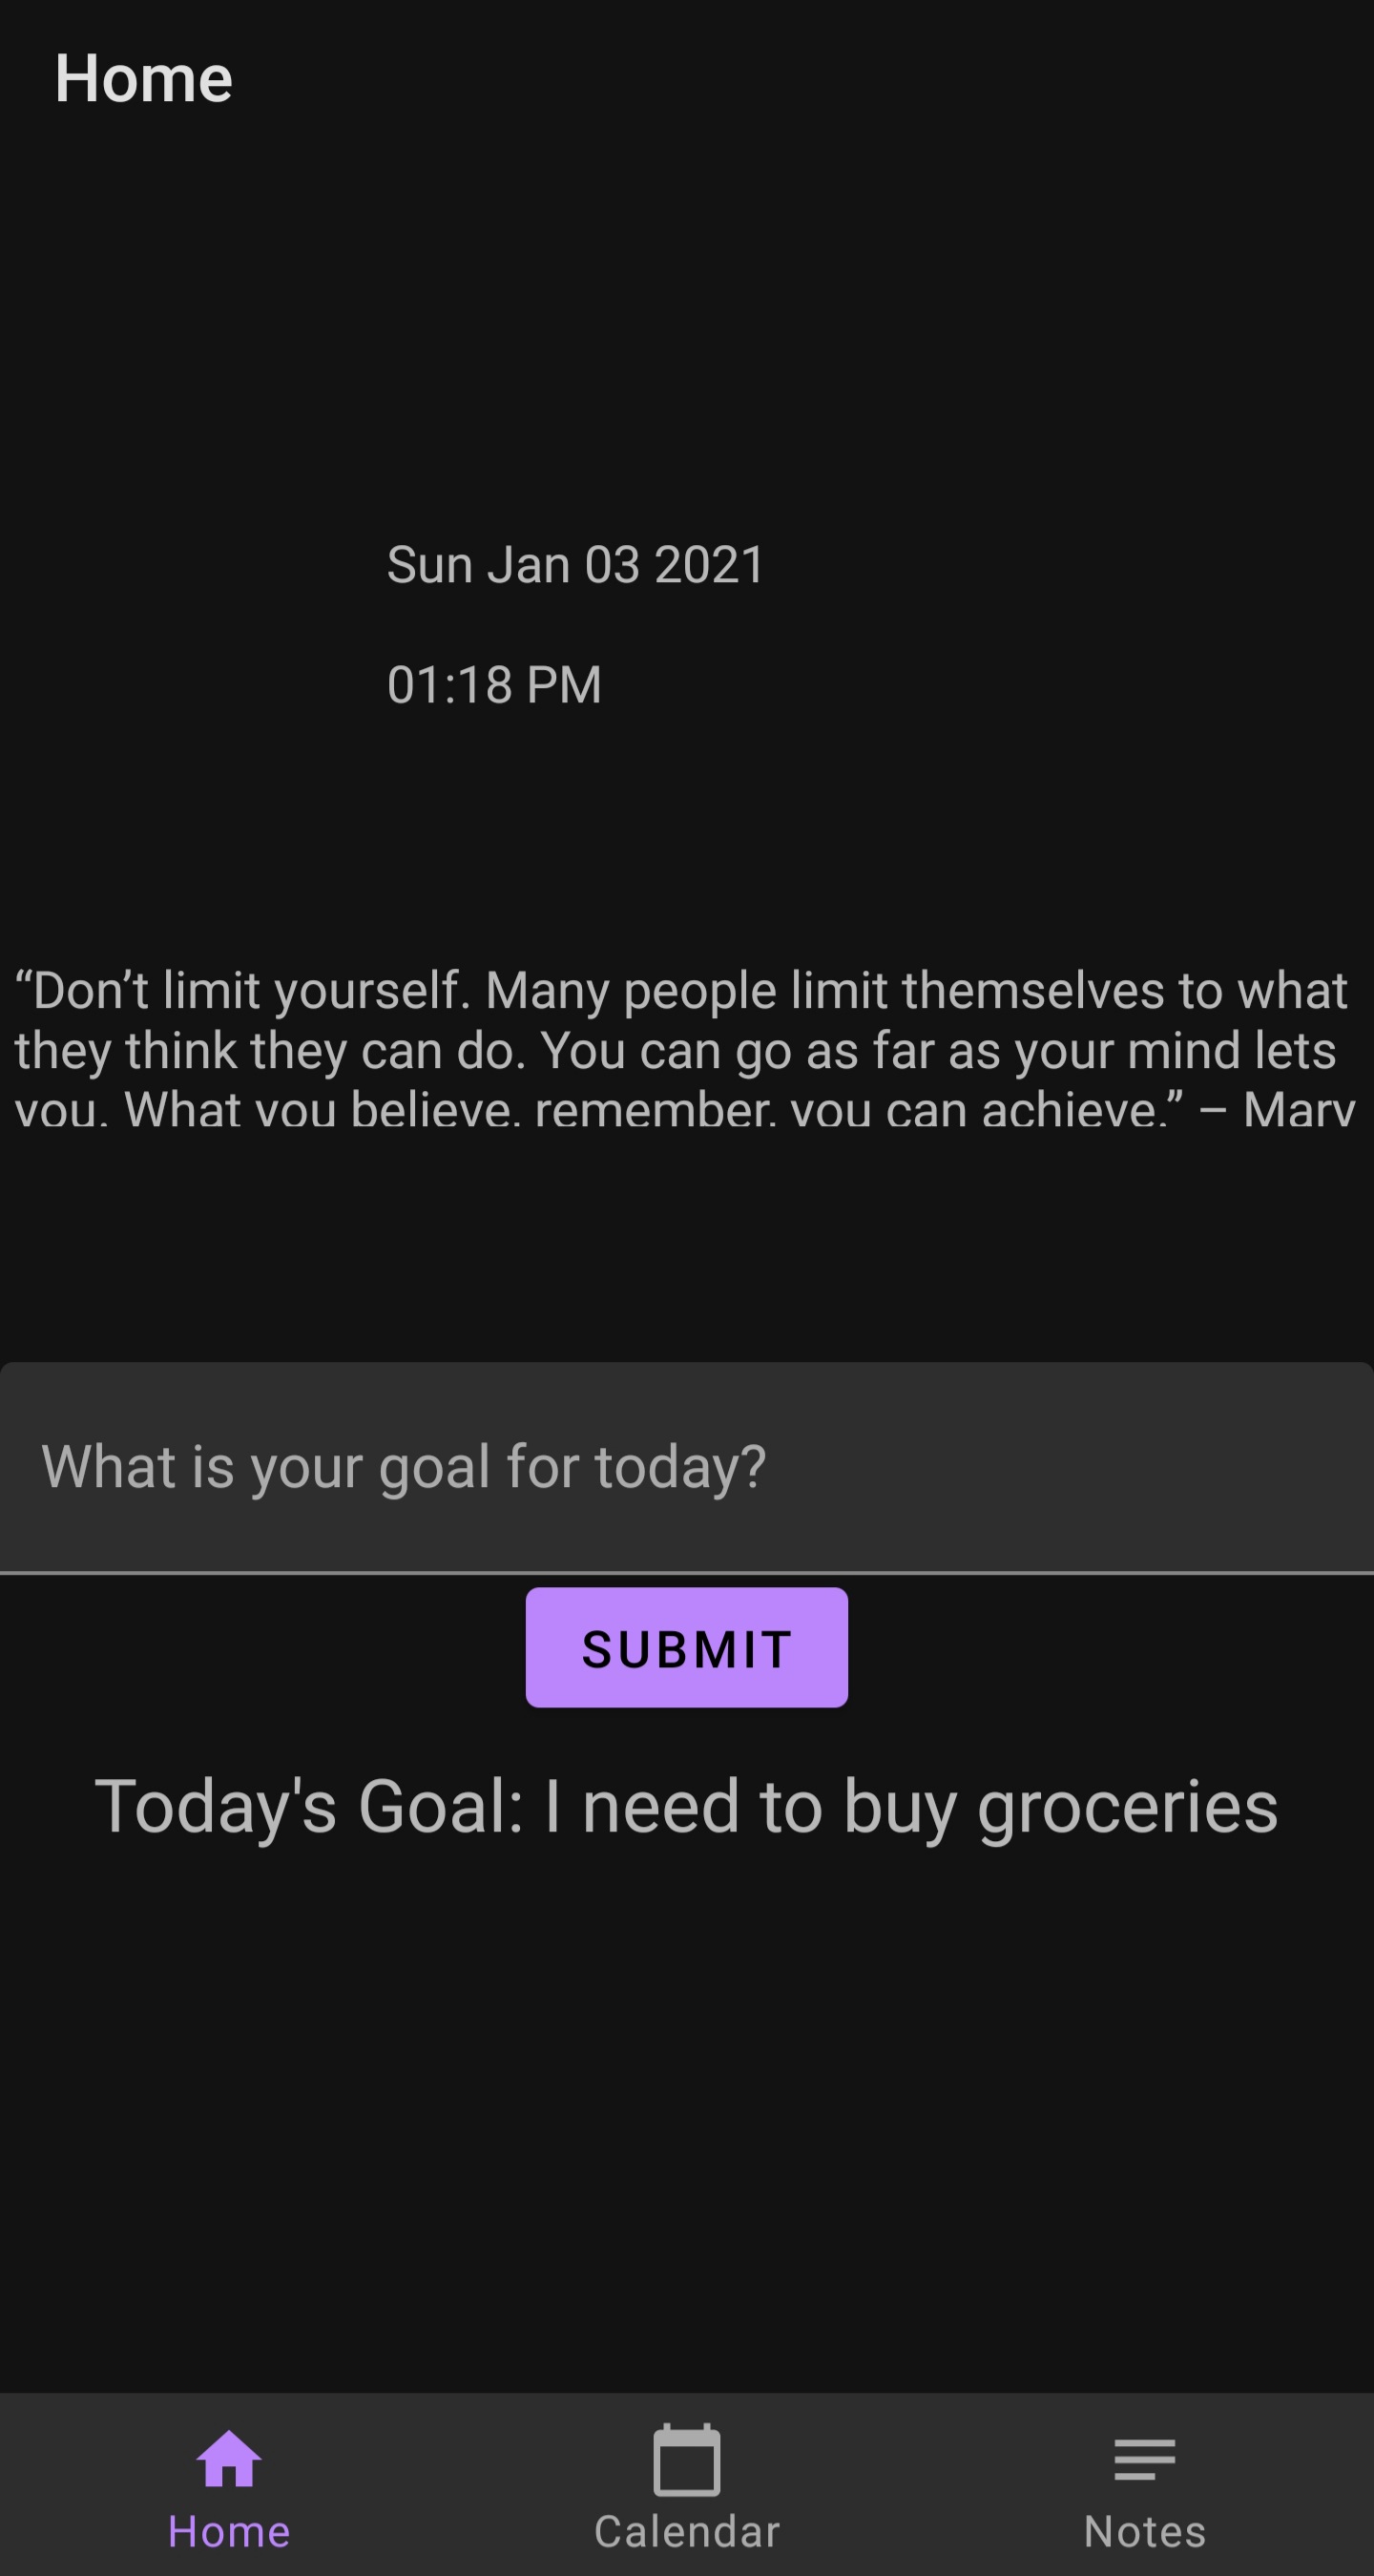 Home
Sun Jan 03 2021
01:18 PM
“Don’t limit yourself. Many people limit themselves to what
they think they can do. You can go as far as your mind lets
you. What you believe, remember, you can achieve.” – Mary
What is your goal for today?
SUBMIT
Today's Goal: I need to buy groceries
Home
Calendar
Notes